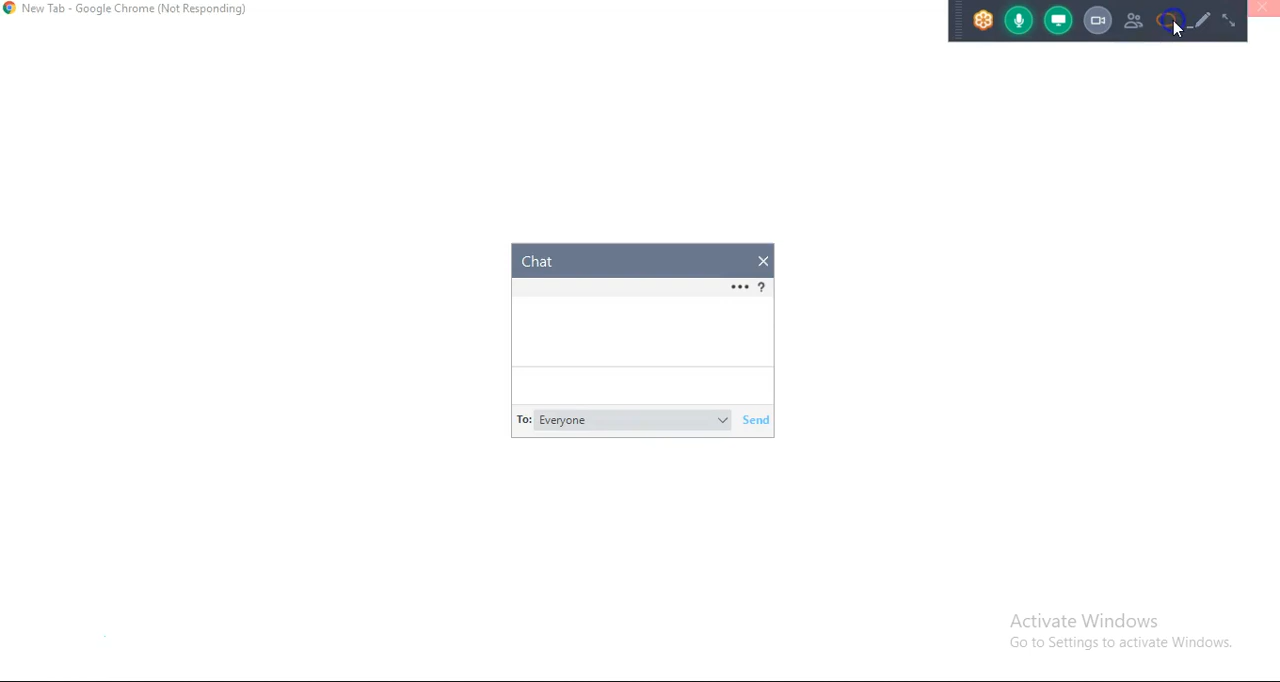 New Tab - Google Chrome (Not Responding)
Chat
... ?
To: Everyone Send
Activate Windows
Go to Settings to activate Windows.